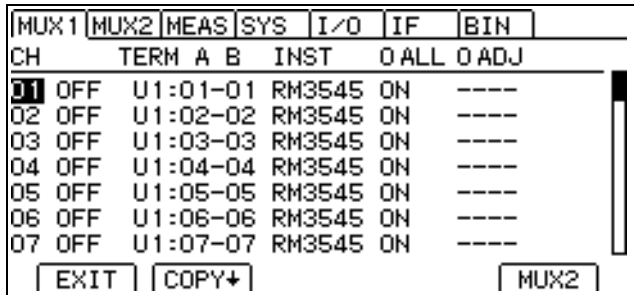 MUX1 MUX2 MEAS SYS I/O IF BIN
CH TERM A B INST 0 ALL 0 ADJ
01 OFF U1:01-01 RM3545 ON ----
02 OFF U1:02-02 RM3545 ON ----
03 OFF U1:03-03 RM3545 ON ----
04 OFF U1:04-04 RM3545 ON ----
05 OFF U1:05-05 RM3545 ON ----
06 OFF U1:06-06 RM3545 ON ----
07 OFF U1:07-07 RM3545 ON ----
EXIT COPY↓ MUX2